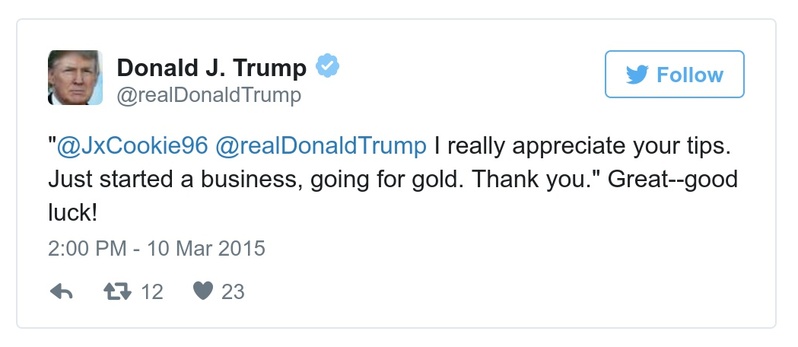 Donald J. Trump
@realDonaldTrump
Follow
"@JxCookie96 @realDonaldTrump I really appreciate your tips.
Just started a business, going for gold. Thank you." Great--good
luck!
2:00 PM - 10 Mar 2015
12 23